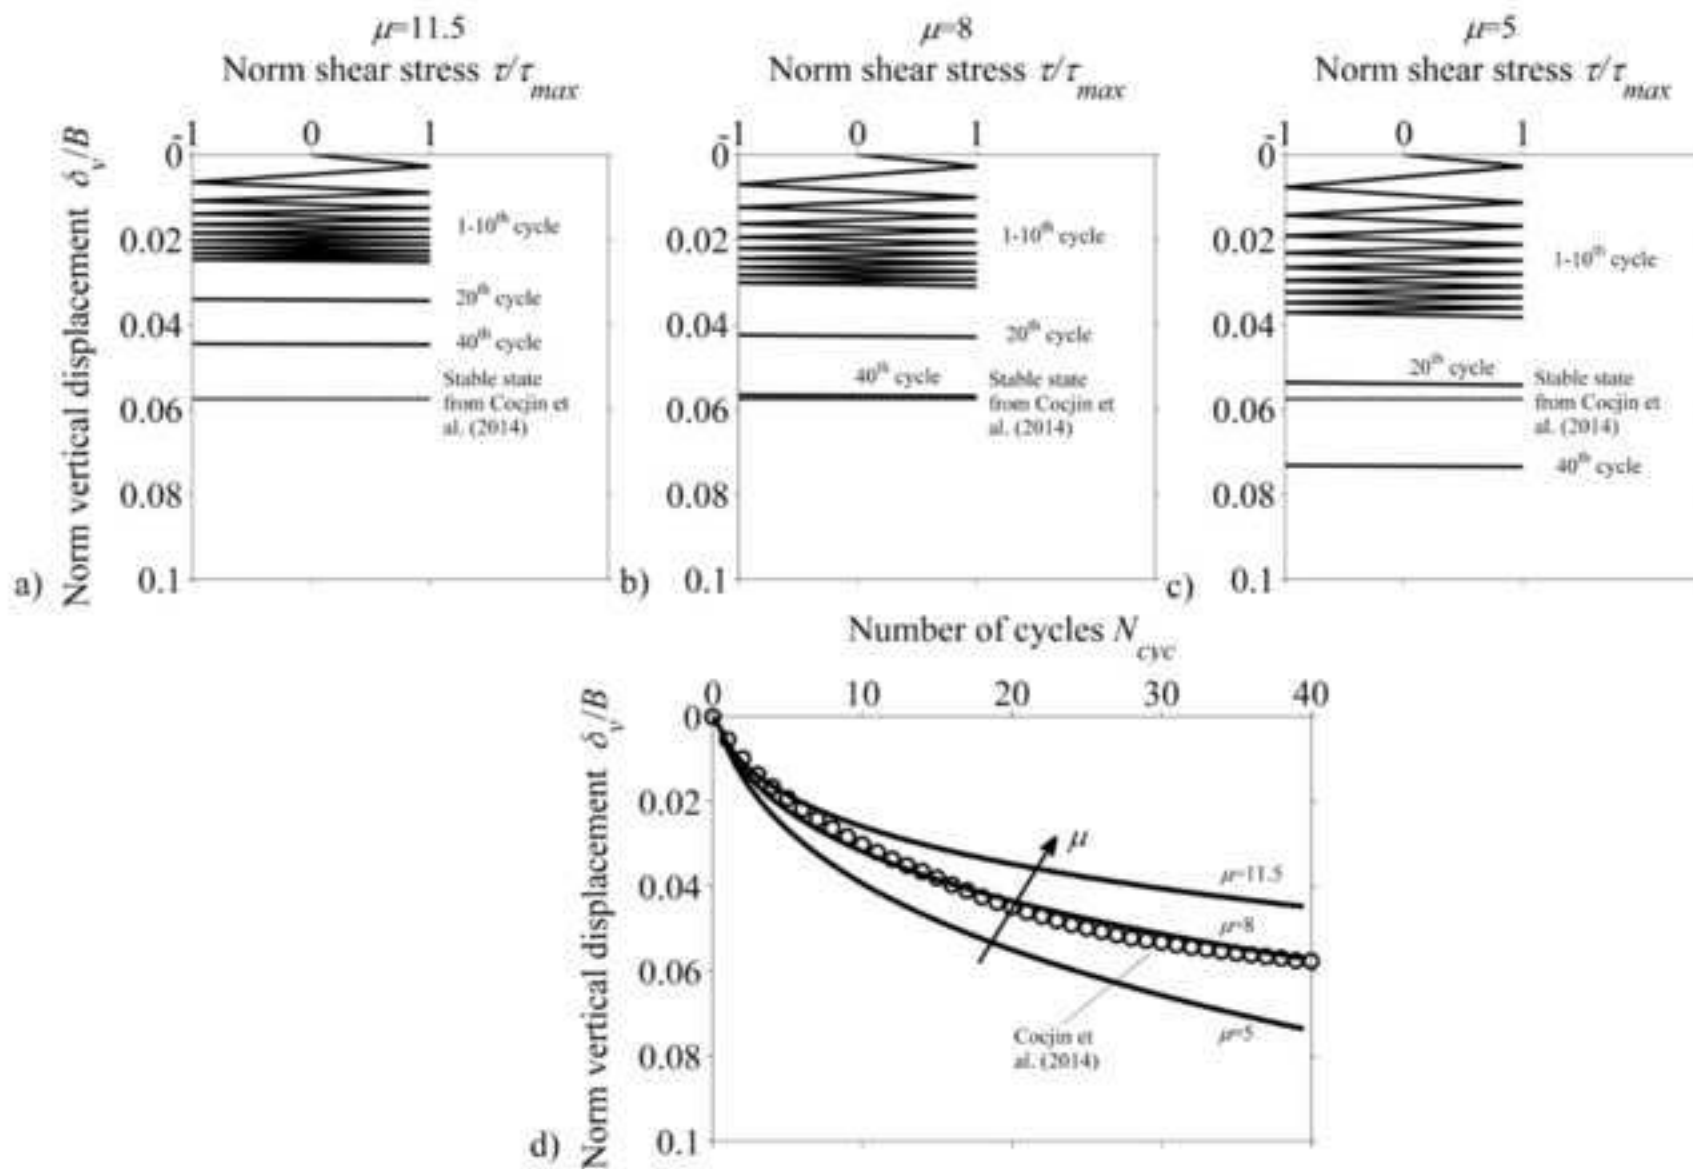 μ=11.5
Norm shear stress τ/τmax
-1 0 1
μ=8
Norm shear stress τ/τmax
-1 0 1
μ=5
Norm shear stress τ/τmax
-1 0 1
Norm vertical displacement δv/B
0
0.02
0.04
0.06
0.08
0.1
1-10th cycle
20th cycle
40th cycle
Stable state
from Cocjin et
al. (2014)
a)
0
0.02
0.04
0.06
0.08
0.1
1-10th cycle
20th cycle
40th cycle
Stable state
from Cocjin et
al. (2014)
b)
0
0.02
0.04
0.06
0.08
0.1
1-10th cycle
20th cycle
Stable state
from Cocjin et
al. (2014)
40th cycle
c)
Number of cycles Ncyc
0 10 20 30 40
Norm vertical displacement δv/B
0
0.02
0.04
0.06
0.08
0.1
μ
μ=11.5
μ=8
μ=5
Cocjin et
al. (2014)
d)